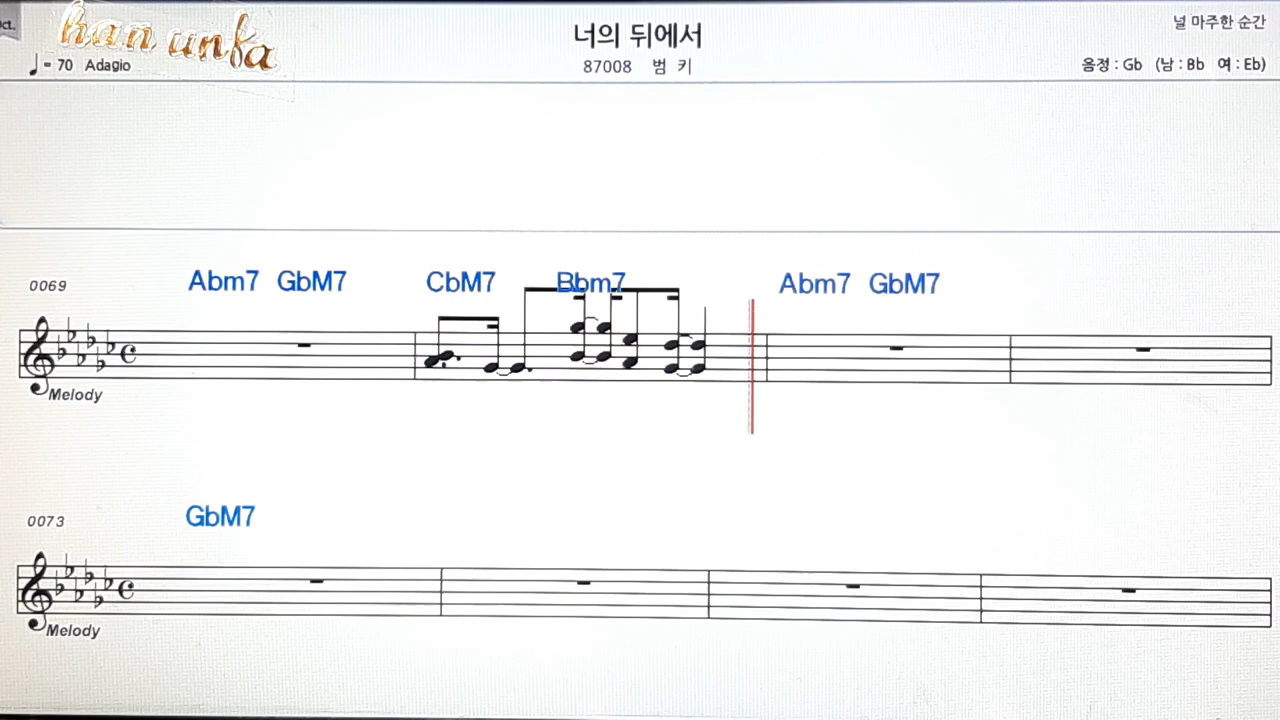 ct.
han unfa
너의 뒤에서
널 마주한 순간
♩= 70 Adagio
87008 범 키
음정 : Gb (남 : Bb 여 : Eb)
Abm7 GbM7 CbM7 Bbm7 Abm7 GbM7
0069
Melody
GbM7
0073
Melody